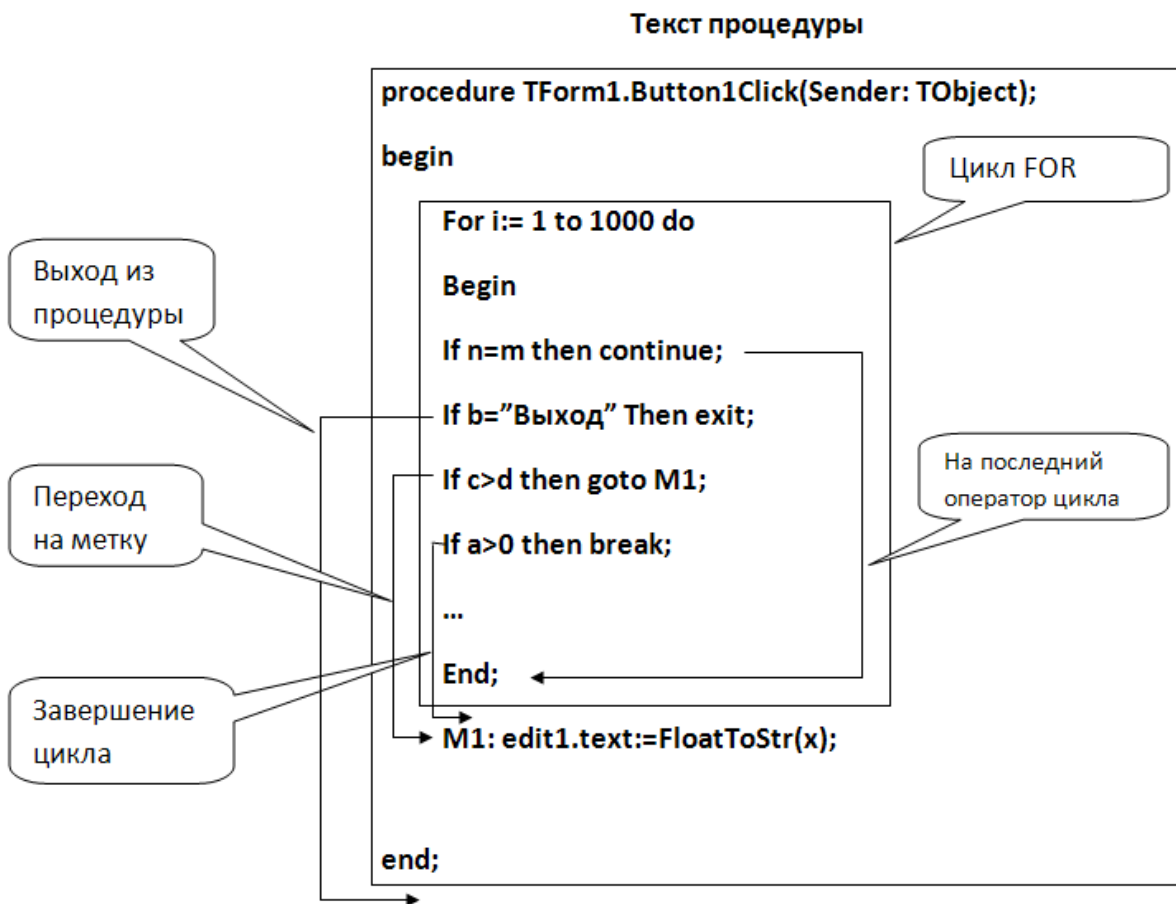 Текст процедуры
procedure TForm1.Button1Click(Sender: TObject);
begin
Цикл FOR
For i:= 1 to 1000 do
Выход из
процедуры
Begin
If n=m then continue;
If b=”Выход” Then exit;
На последний
оператор цикла
Переход
на метку
If c>d then goto M1;
If a>0 then break;
...
End;
Завершение
цикла
M1: edit1.text:=FloatToStr(x);
end;